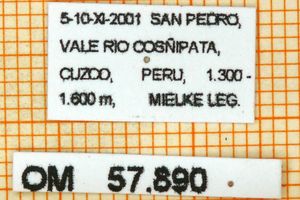 5-10-XI-2001 SAN PEDRO,
VALE RIO COSÑIPATA,
CUZCO, PERU, 1.300 -
1.600 m, MIELKE LEG.
OM 57.890